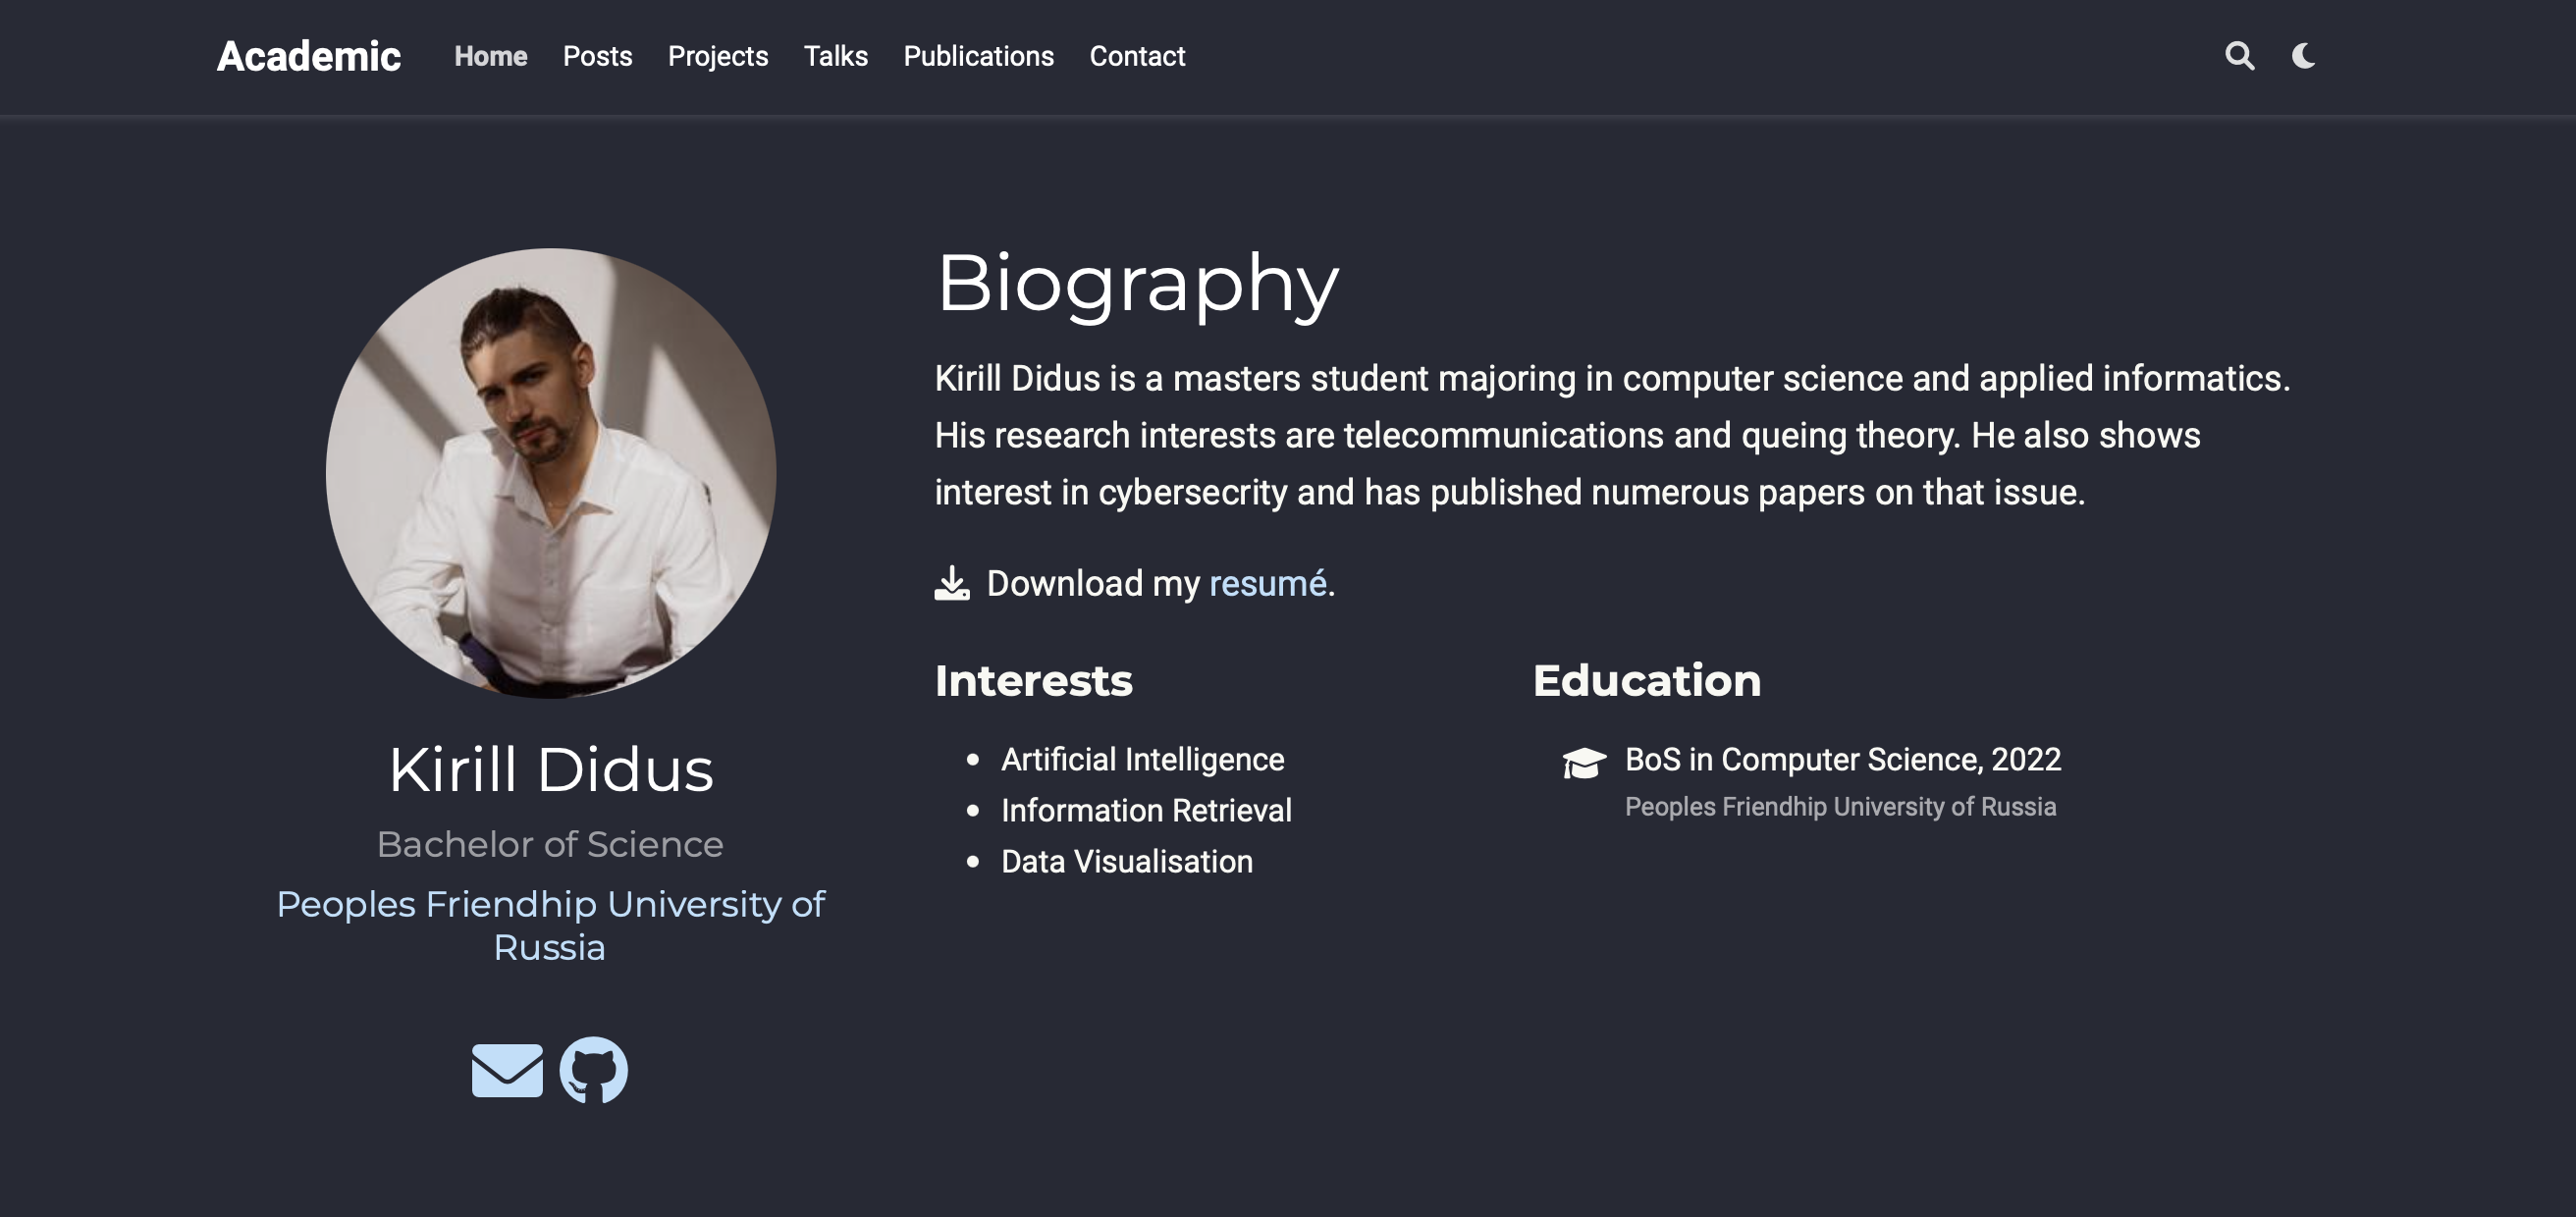 Academic Home Posts Projects Talks Publications Contact
Biography
Kirill Didus is a masters student majoring in computer science and applied informatics.
His research interests are telecommunications and queing theory. He also shows
interest in cybersecrity and has published numerous papers on that issue.
Download my resumé.
Interests
Artificial Intelligence
Information Retrieval
Data Visualisation
Education
BoS in Computer Science, 2022
Peoples Friendhip University of Russia
Kirill Didus
Bachelor of Science
Peoples Friendhip University of
Russia